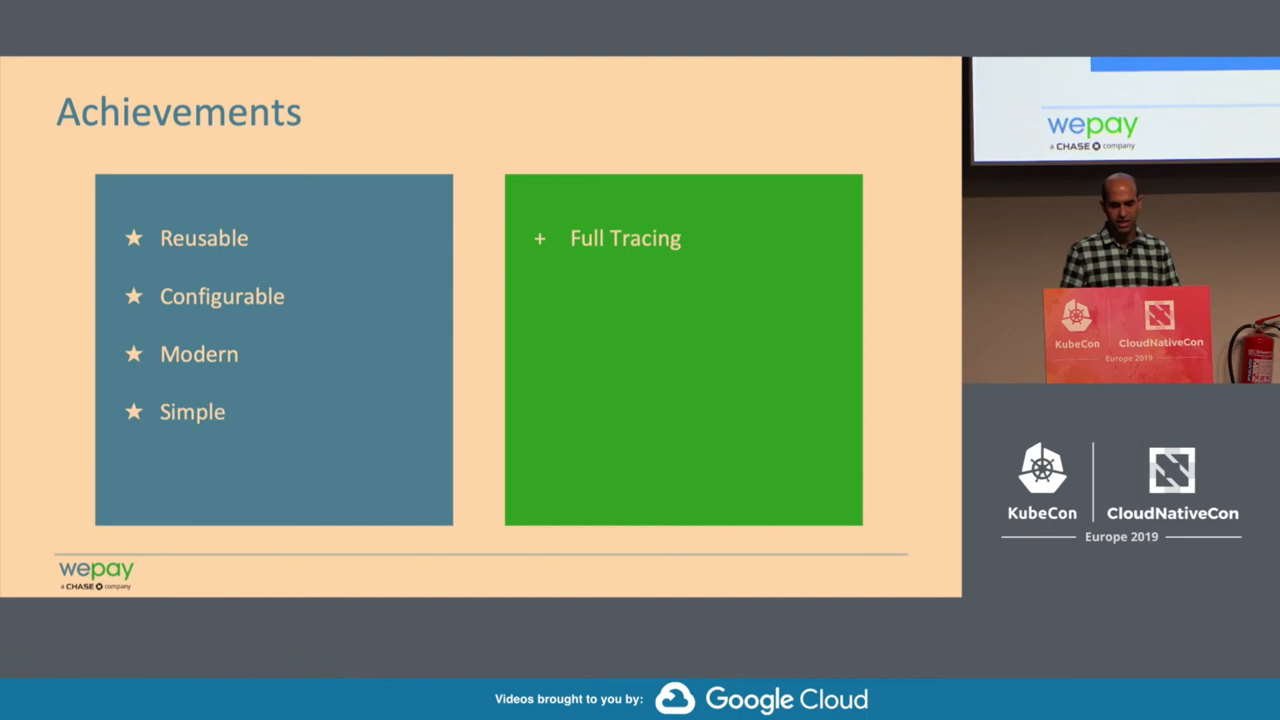 Achievements
★ Reusable
★ Configurable
★ Modern
★ Simple
+ Full Tracing
wepay
a CHASE company
wepay
a CHASE company
KubeCon
CloudNativeCon
Europe 2019
KubeCon
CloudNativeCon
Europe 2019
Videos brought to you by:
Google Cloud